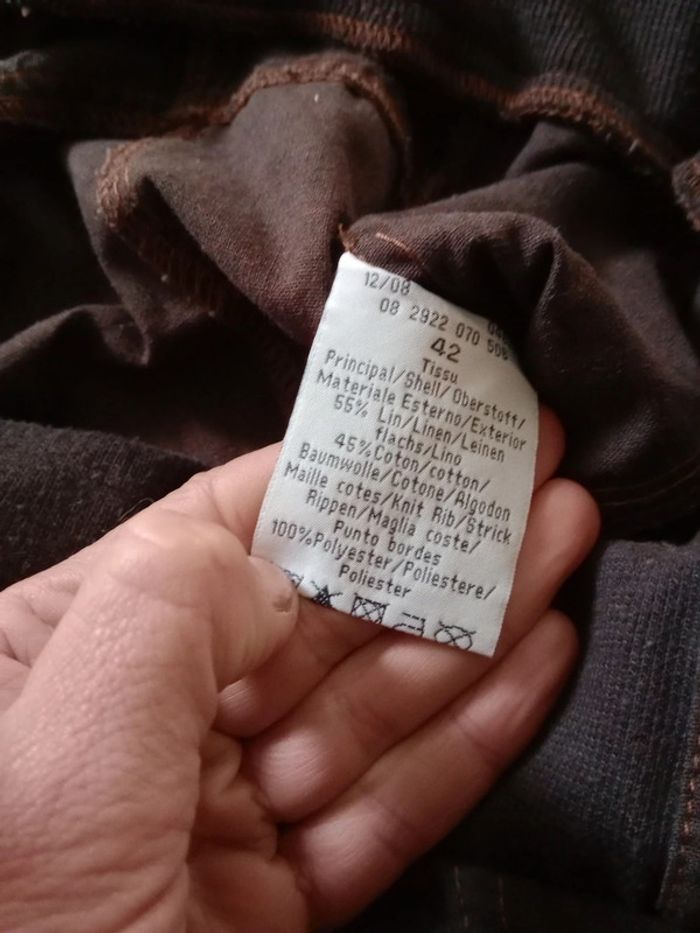 12/08
08 2922 070 506
42
Tissu
Principal/Shell/Oberstoff/
Materiale Esterno/Exterior
55% Lin/Linen/Leinen
flachs/Lino
45%Coton/cotton/
Baumwolle/Cotone/Algodon
Maille cotes/Knit Rib/Strick
Rippen/Maglia coste/
Punto bordes
100%Polyester/Poliestere/
Poliester